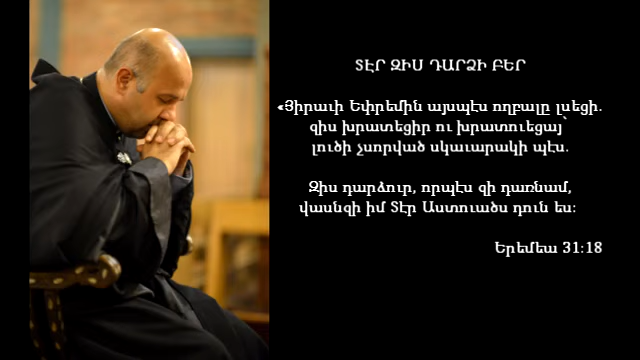 ՏԷՐ ԶԻՍ ԴԱՐՁԻ ԲԵՐ
«Յիրաւի Եփրեմին այսպէս ողբալը լսեցի.
զիս խրատեցիր ու խրատուեցայ՝
լուծի չսորված սկաւարակի պէս.
Զիս դարձուր, որպէս զի դառնամ,
վասնզի իմ Տէր Աստուածս դուն ես:
Երեմեա 31:18